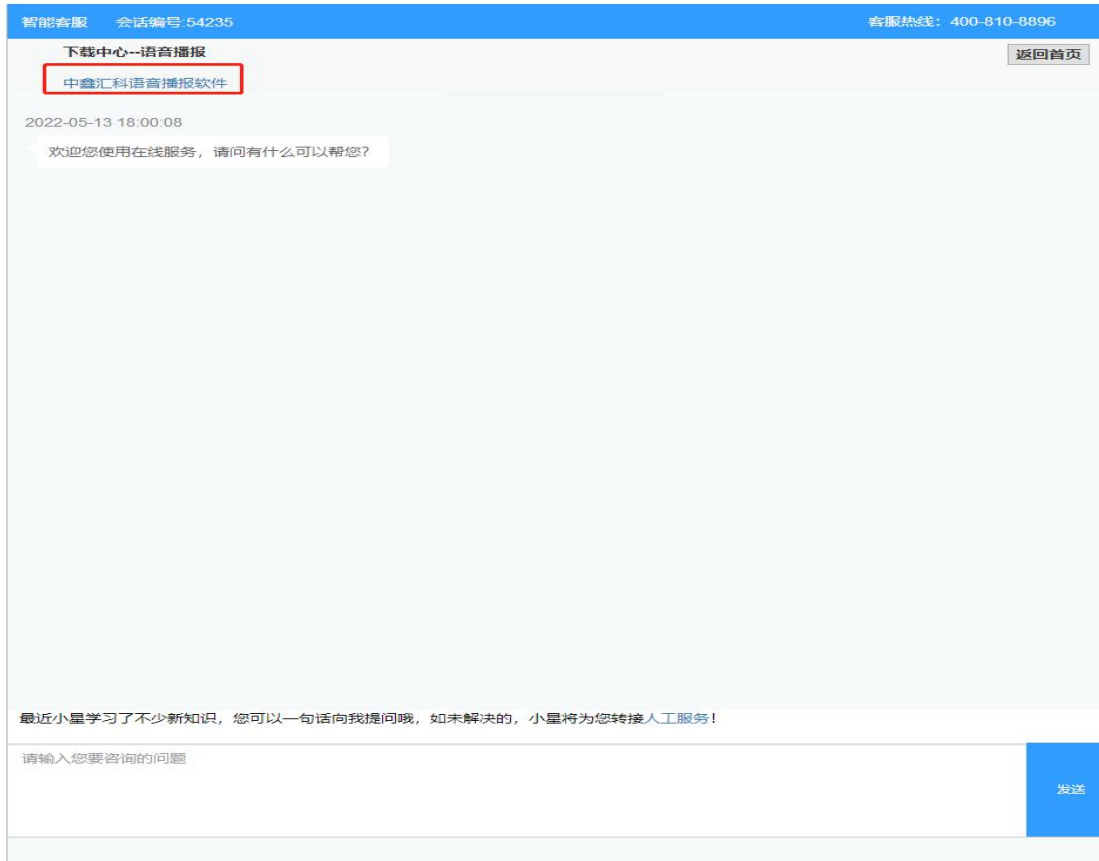 智能客服 会话编号:54235 客服热线：400-810-8896
下载中心--语音播报 返回首页
中鑫汇科语音播报软件
2022-05-13 18:00:08
欢迎您使用在线服务，请问有什么可以帮您?
最近小星学习了不少新知识，您可以一句话向我提问哦，如未解决的，小星将为您转接人工服务!
请输入您要咨询的问题
发送